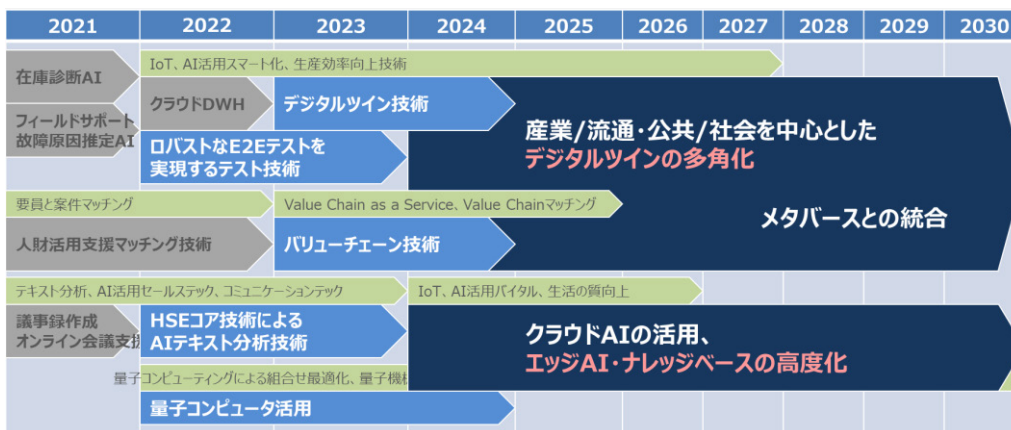 2021 2022 2023 2024 2025 2026 2027 2028 2029 2030
IoT、AI活用スマート化、生産効率向上技術
在庫診断AI
クラウドDWH
デジタルツイン技術
フィールドサポート
故障原因推定AI
ロバストなE2Eテストを
実現するテスト技術
産業/流通・公共/社会を中心とした
デジタルツインの多角化
要員と案件マッチング
Value Chain as a Service、Value Chainマッチング
メタバースとの統合
人財活用支援マッチング技術
バリューチェーン技術
テキスト分析、AI活用セールステック、コミュニケーションテック
IoT、AI活用バイタル、生活の質向上
議事録作成
オンライン会議支援
HSEコア技術による
AIテキスト分析技術
クラウドAIの活用、
エッジAI・ナレッジベースの高度化
量子コンピューティングによる組合せ最適化、量子機
量子コンピュータ活用